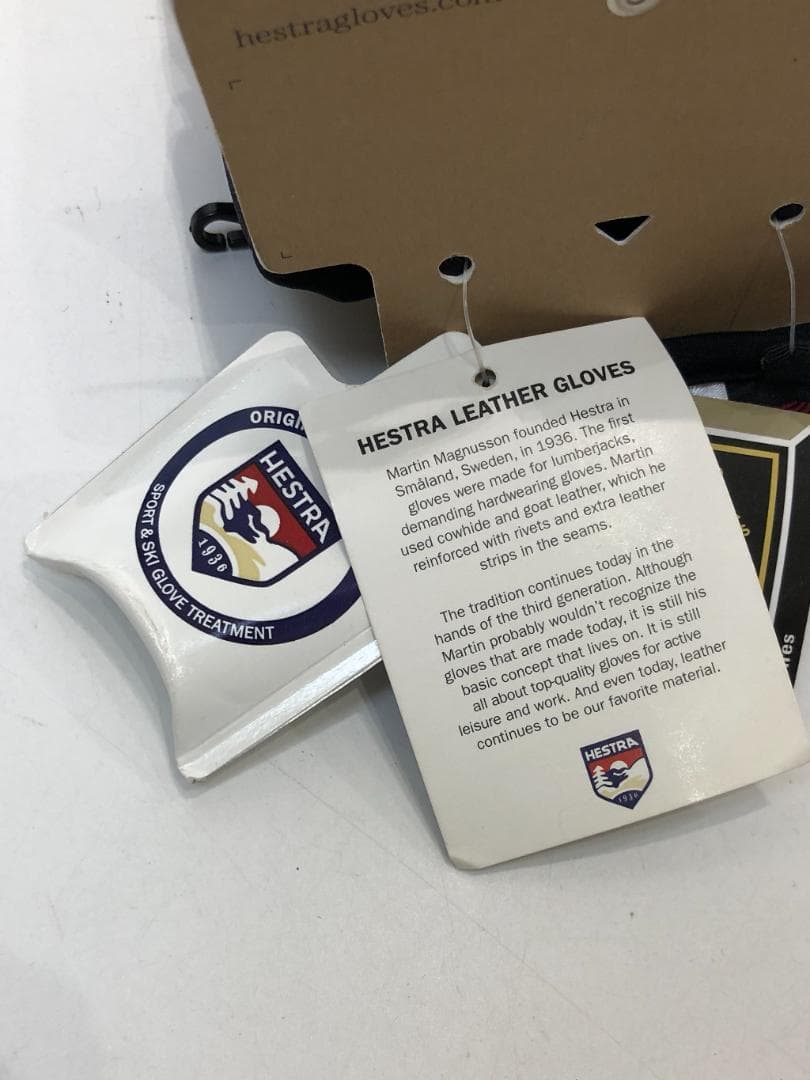 hestragloves.com
ORIGI
HESTRA
1936
SPORT & SKI GLOVE TREATMENT
HESTRA LEATHER GLOVES
Martin Magnusson founded Hestra in
Småland, Sweden, in 1936. The first
gloves were made for lumberjacks,
demanding hardwearing gloves. Martin
used cowhide and goat leather, which he
reinforced with rivets and extra leather
strips in the seams.
The tradition continues today in the
hands of the third generation. Although
Martin probably wouldn't recognize the
gloves that are made today, it is still his
basic concept that lives on. It is still
all about top-quality gloves for active
leisure and work. And even today, leather
continues to be our favorite material.
HESTRA
1936